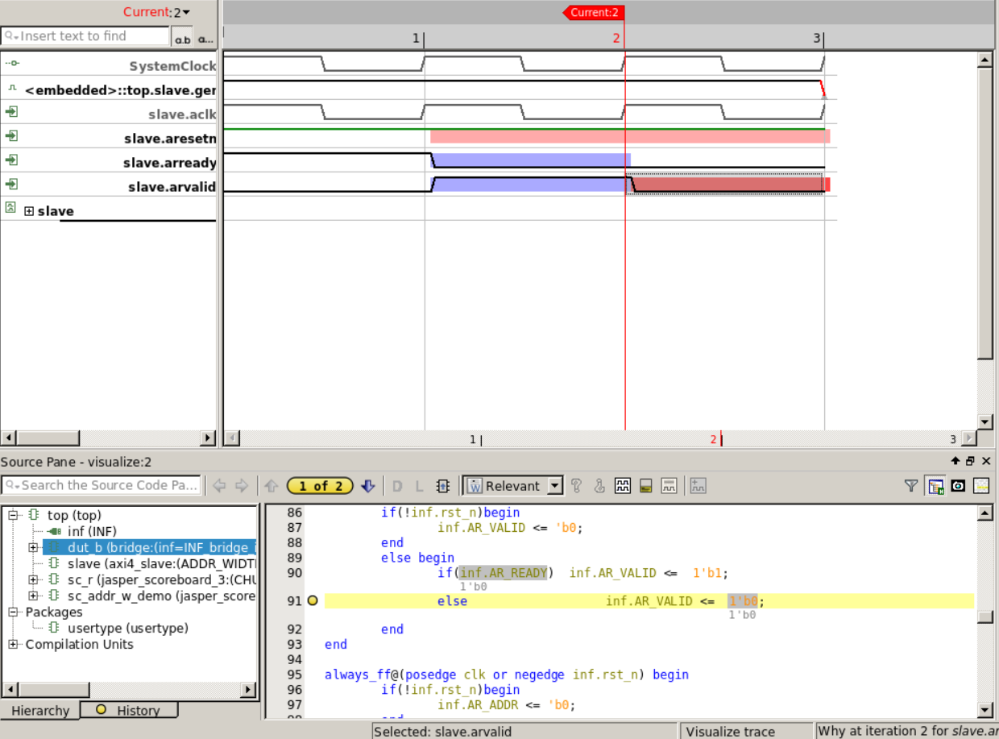 Current:2
Current:2
Insert text to find
a.b
a...
1
2
3
SystemClock
<embedded>::top.slave.ger
slave.aclk
slave.aresetn
slave.arready
slave.arvalid
slave
1
2
3
Source Pane - visualize:2
Search the Source Code Pa...
1 of 2
D
L
Relevant
top (top)
inf (INF)
dut_b (bridge:(inf=INF_bridge_i
slave (axi4_slave:(ADDR_WIDTH
sc_r (jasper_scoreboard_3:(CHU
sc_addr_w_demo (jasper_score
Packages
usertype (usertype)
Compilation Units
Hierarchy
History
86 if(!inf.rst_n)begin
87 inf.AR_VALID <= 'b0;
88 end
89 else begin
90 if(inf.AR_READY) inf.AR_VALID <= 1'b1;
1'b0
91 else inf.AR_VALID <= 1'b0;
1'b0
92 end
93 end
94
95 always_ff@(posedge clk or negedge inf.rst_n) begin
96 if(!inf.rst_n)begin
97 inf.AR_ADDR <= 'b0;
Selected: slave.arvalid
Visualize trace
Why at iteration 2 for slave.ar